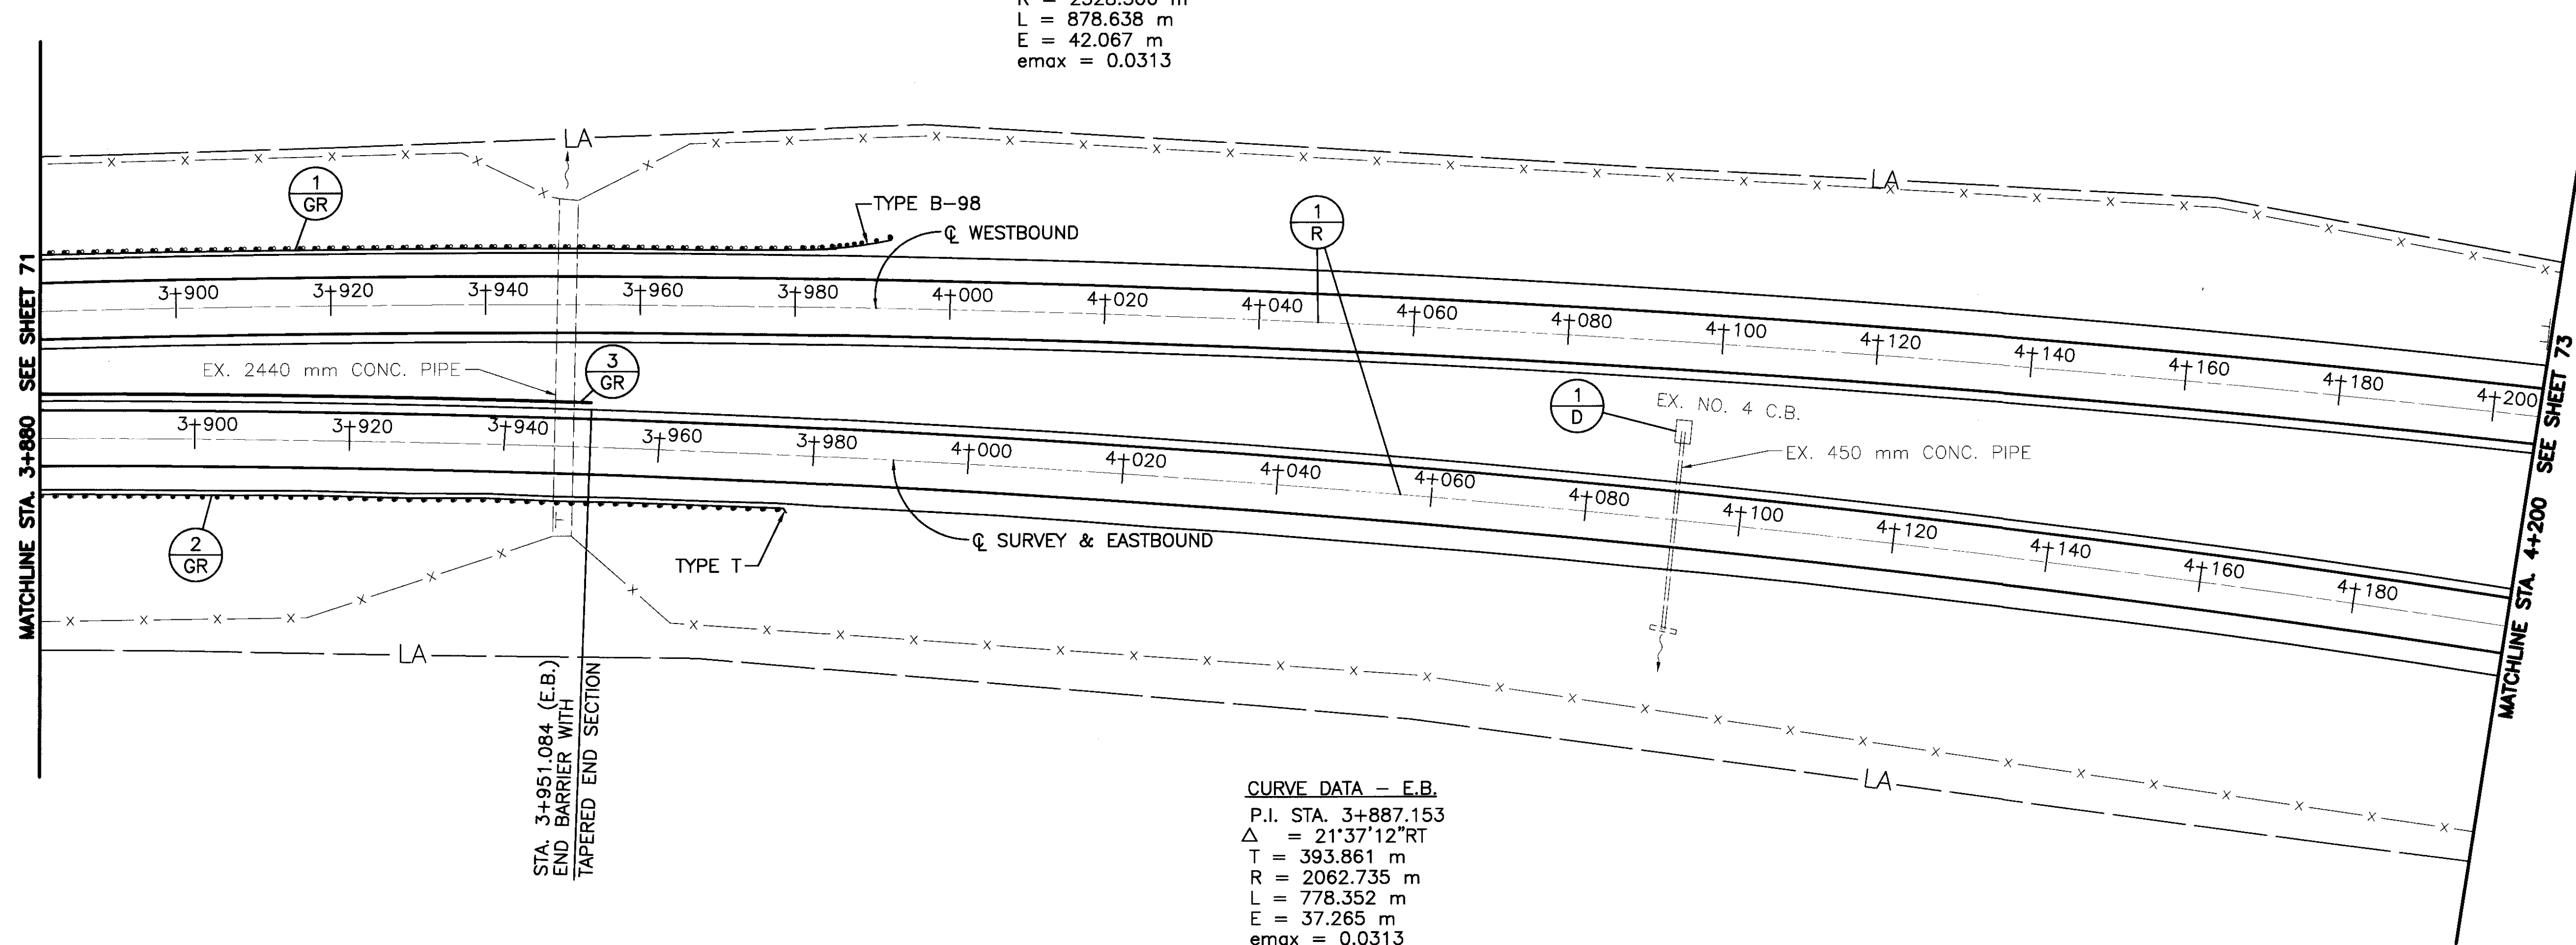 L = 878.638 m
E = 42.067 m
emax = 0.0313
LA
1
GR
TYPE B-98
℄ WESTBOUND
1
R
LA
MATCHLINE STA. 3+880 SEE SHEET 71
3+900
3+920
3+940
3+960
3+980
4+000
4+020
4+040
4+060
4+080
4+100
4+120
4+140
4+160
4+180
4+200
EX. 2440 mm CONC. PIPE
3
GR
1
D
EX. NO. 4 C.B.
EX. 450 mm CONC. PIPE
3+900
3+920
3+940
3+960
3+980
4+000
4+020
4+040
4+060
4+080
4+100
4+120
4+140
4+160
4+180
MATCHLINE STA. 4+200 SEE SHEET 73
2
GR
TYPE T
℄ SURVEY & EASTBOUND
LA
STA. 3+951.084 (E.B.)
END BARRIER WITH
TAPERED END SECTION
LA
CURVE DATA - E.B.
P.I. STA. 3+887.153
△ = 21°37'12"RT
T = 393.861 m
R = 2062.735 m
L = 778.352 m
E = 37.265 m
emax = 0.0313